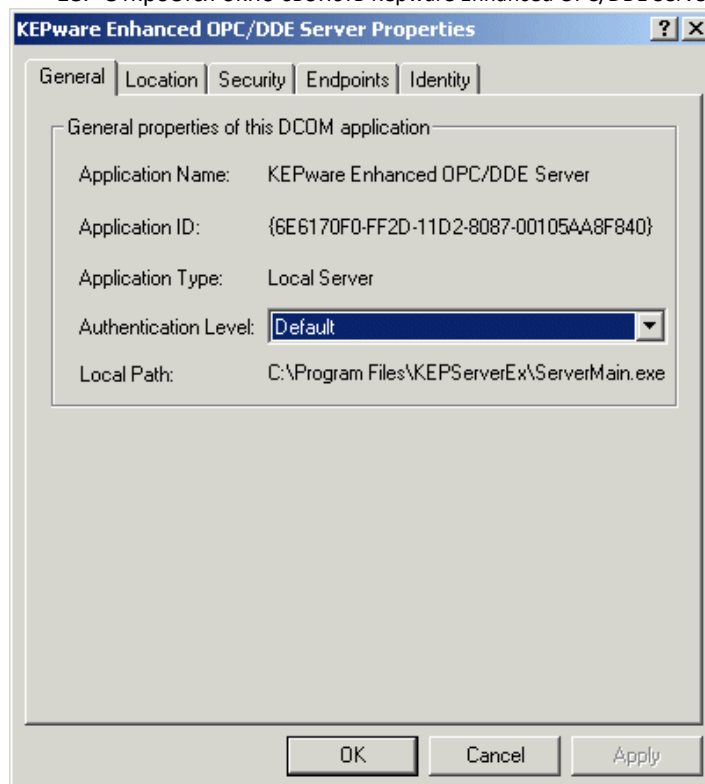 KEPware Enhanced OPC/DDE Server Properties
General Location Security Endpoints Identity
General properties of this DCOM application
Application Name: KEPware Enhanced OPC/DDE Server
Application ID: {6E6170F0-FF2D-11D2-8087-00105AA8F840}
Application Type: Local Server
Authentication Level: Default
Local Path: C:\Program Files\KEPServerEx\ServerMain.exe
OK Cancel Apply